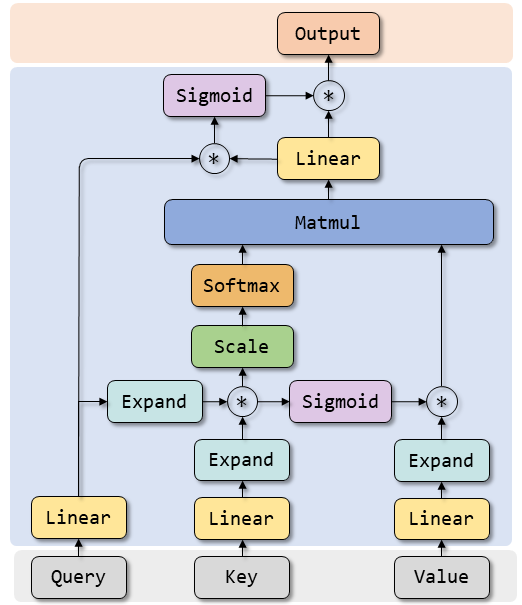 Output
Sigmoid
*
*
Linear
Matmul
Softmax
Scale
Expand
*
Sigmoid
*
Expand
Expand
Linear
Linear
Linear
Query
Key
Value